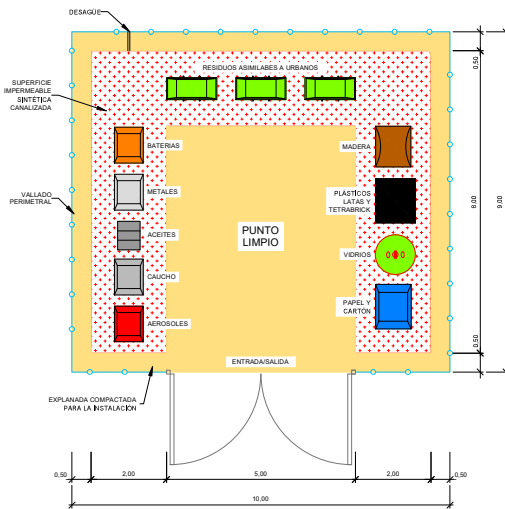 DESAGÜE
RESIDUOS ASIMILABES A URBANOS
SUPERFICIE
IMPERMEABLE
SINTÉTICA
CANALIZADA
BATERIAS
MADERA
METALES
PLÁSTICOS
LATAS Y
TETRABRICK
VALLADO
PERIMETRAL
ACEITES
PUNTO
LIMPIO
VIDRIOS
CAUCHO
PAPEL Y
CARTÓN
AEROSOLES
ENTRADA/SALIDA
EXPLANADA COMPACTADA
PARA LA INSTALACIÓN
0,50
8,00
9,00
0,50
0,50
2,00
5,00
2,00
0,50
10,00